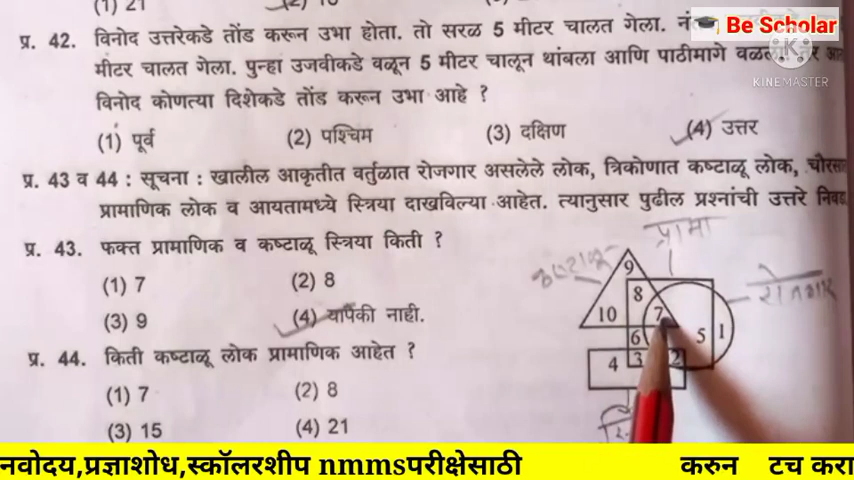 (1) 21
Be Scholar
KINEMASTER
प्र. 42. विनोद उत्तरेकडे तोंड करून उभा होता. तो सरळ 5 मीटर चालत गेला.
मीटर चालत गेला. पुन्हा उजवीकडे वळून 5 मीटर चालून थांबला आणि पाठीमागे वळला
विनोद कोणत्या दिशेकडे तोंड करून उभा आहे ?
(1) पूर्व (2) पश्चिम (3) दक्षिण (4) उत्तर
प्र. 43 व 44 : सूचना : खालील आकृतीत वर्तुळात रोजगार असलेले लोक, त्रिकोणात कष्टाळू लोक,
प्रामाणिक लोक व आयतामध्ये स्त्रिया दाखविल्या आहेत. त्यानुसार पुढील प्रश्नांची उत्तरे निवडा
प्र. 43. फक्त प्रामाणिक व कष्टाळू स्त्रिया किती ?
(1) 7 (2) 8
(3) 9 (4) यापैकी नाही.
प्र. 44. किती कष्टाळू लोक प्रामाणिक आहेत ?
(1) 7 (2) 8
(3) 15 (4) 21
प्रामा
कष्टाळू
रोजगार
9
8
10 7
6 5 1
4 3 2
नवोदय,प्रज्ञाशोध,स्कॉलरशीप nmmsपरीक्षेसाठी करुन टच करा